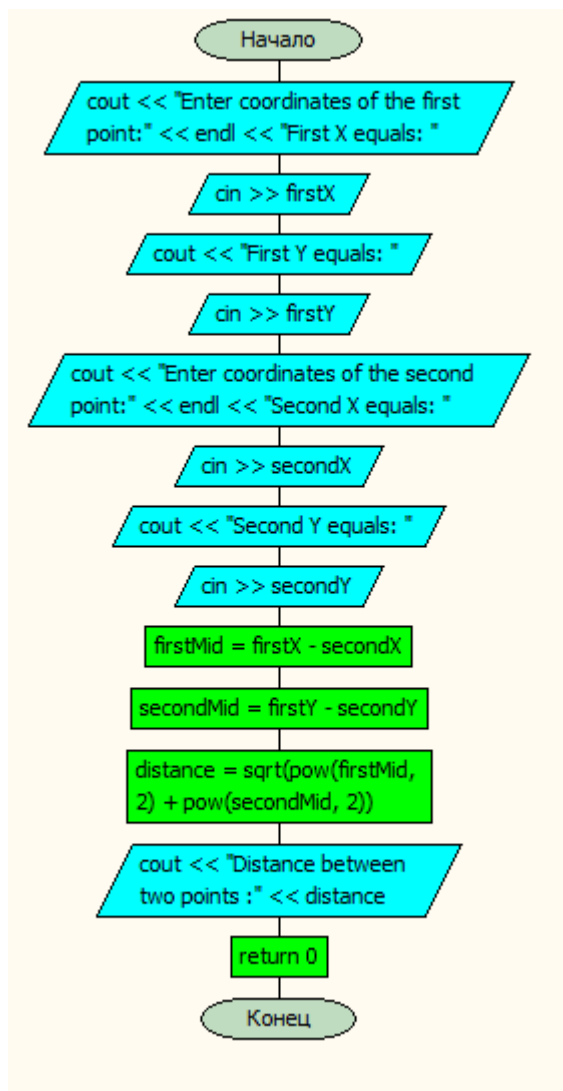 Начало
cout << "Enter coordinates of the first
point:" << endl << "First X equals: "
cin >> firstX
cout << "First Y equals: "
cin >> firstY
cout << "Enter coordinates of the second
point:" << endl << "Second X equals: "
cin >> secondX
cout << "Second Y equals: "
cin >> secondY
firstMid = firstX - secondX
secondMid = firstY - secondY
distance = sqrt(pow(firstMid,
2) + pow(secondMid, 2))
cout << "Distance between
two points :" << distance
return 0
Конец